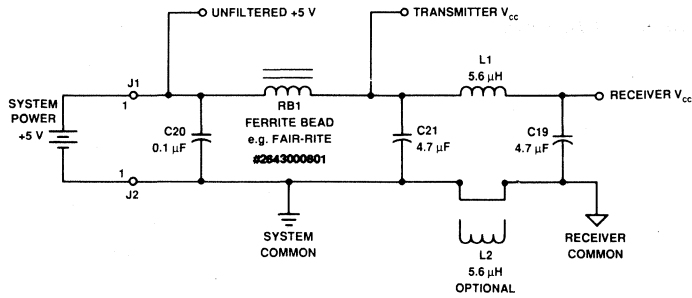 UNFILTERED +5 V
TRANSMITTER Vcc
L1
5.6 µH
J1
1
RECEIVER Vcc
SYSTEM
POWER
+5 V
RB1
FERRITE BEAD
e.g. FAIR-RITE
#2643000801
C20
0.1 µF
C21
4.7 µF
C19
4.7 µF
1
J2
SYSTEM
COMMON
L2
5.6 µH
OPTIONAL
RECEIVER
COMMON